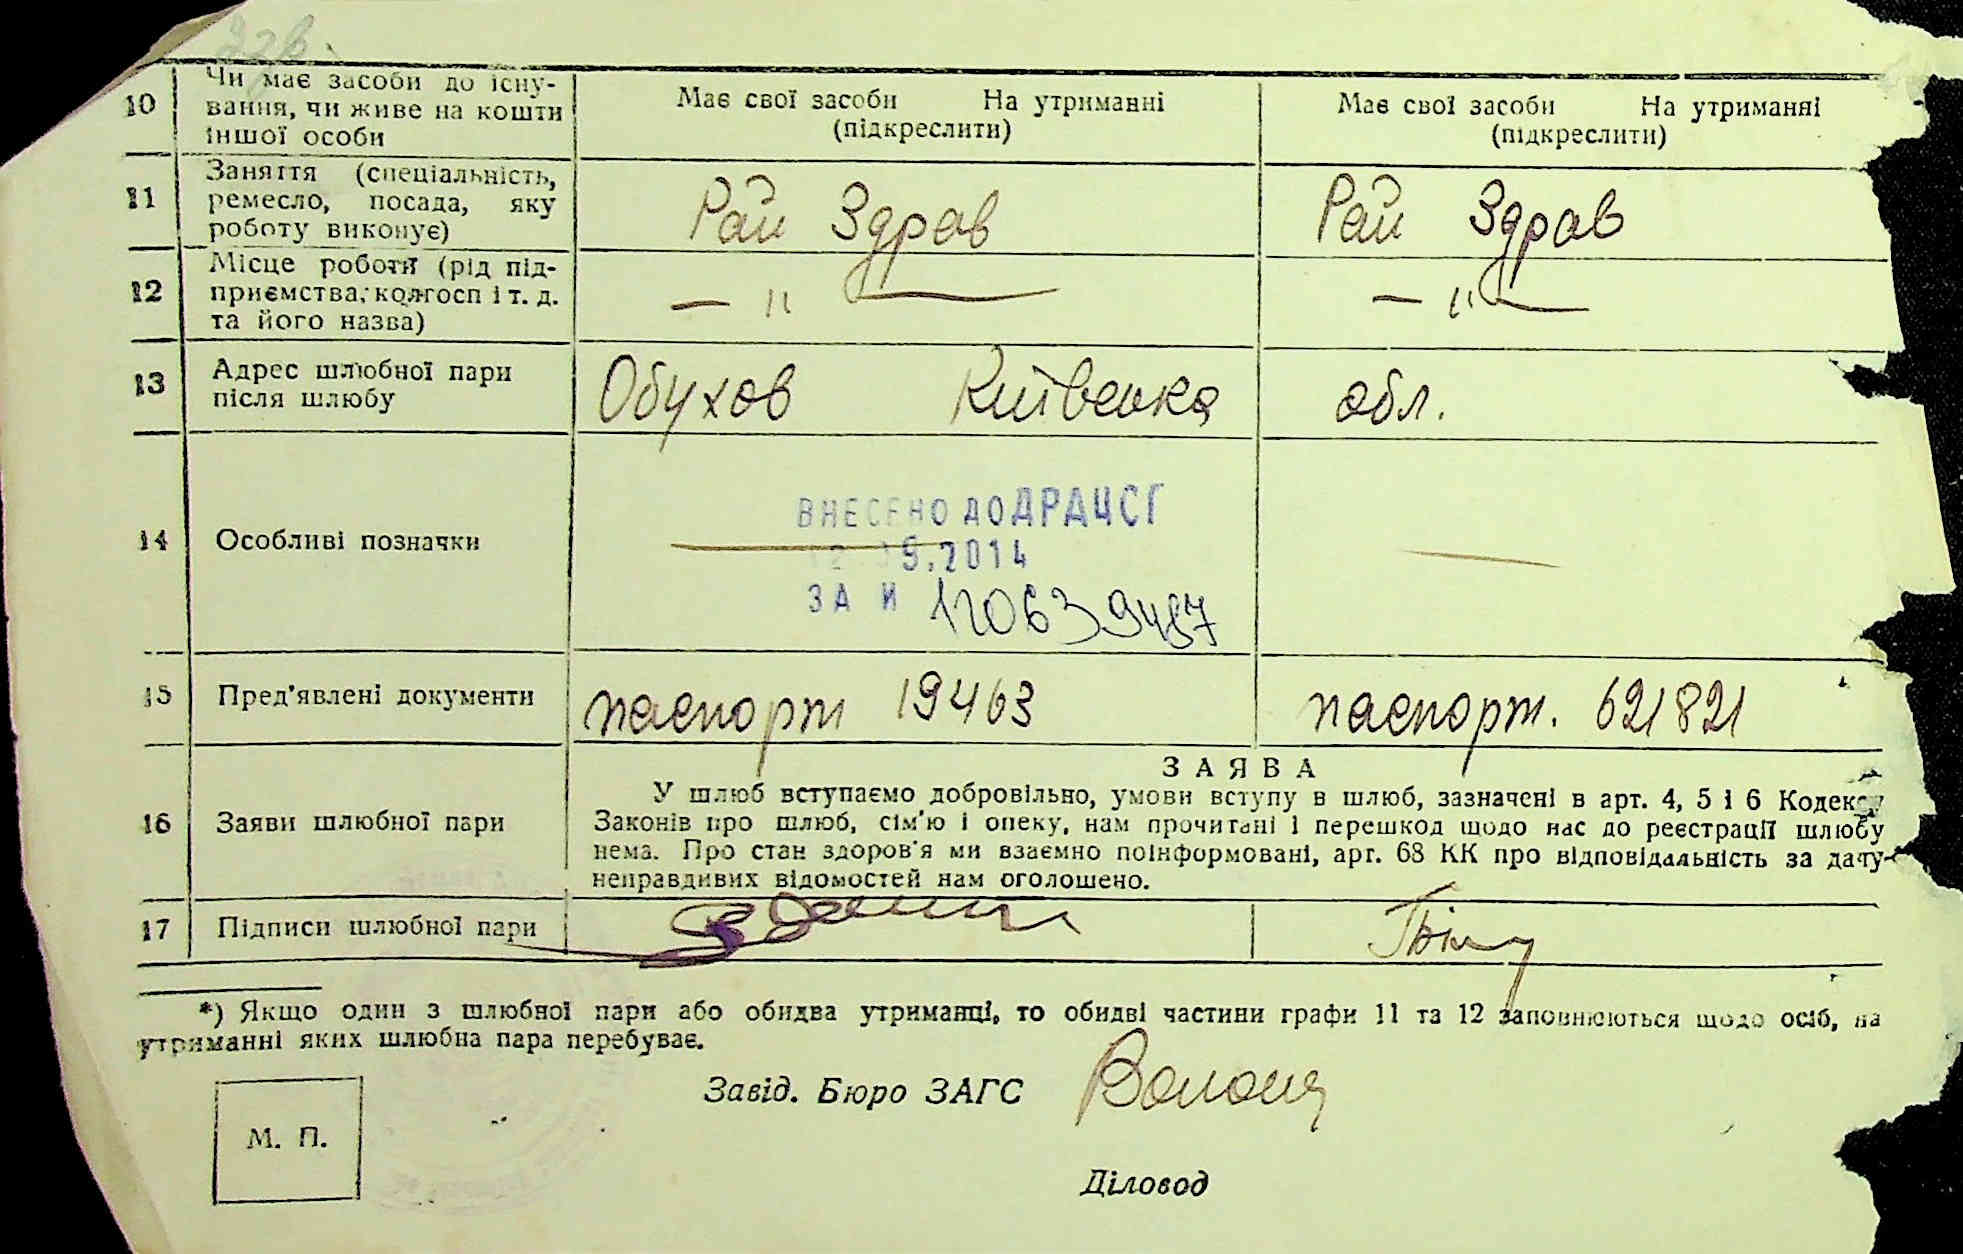 10 Чи має засоби до існу-
вання, чи живе на кошти
іншої особи
Має свої засоби На утриманні
(підкреслити)
Має свої засоби На утриманні
(підкреслити)
11 Заняття (спеціальність,
ремесло, посада, яку
роботу виконує)
Рай Здрав
Рай Здрав
12 Місце роботи (рід під-
приємства, колгосп і т. д.
та його назва)
— " —
— " —
13 Адрес шлюбної пари
після шлюбу
Обухов Київська обл.
14 Особливі позначки
ВНЕСЕНО ДО ДРАЦСГ
9.2014
ЗА №
15 Пред'явлені документи
паспорт 19463
паспорт. 621821
16 Заяви шлюбної пари
ЗАЯВА
У шлюб вступаємо добровільно, умови вступу в шлюб, зазначені в арт. 4, 5 і 6 Кодексу
Законів про шлюб, сім'ю і опеку, нам прочитані і перешкод щодо нас до реєстрації шлюбу
нема. Про стан здоров'я ми взаємно поінформовані, арт. 68 КК про відповідальність за дачу
неправдивих відомостей нам оголошено.
17 Підписи шлюбної пари
*) Якщо один з шлюбної пари або обидва утриманці, то обидві частини графи 11 та 12 заповнюються щодо осіб, на
утриманні яких шлюбна пара перебуває.
Завід. Бюро ЗАГС
М. П.
Діловод